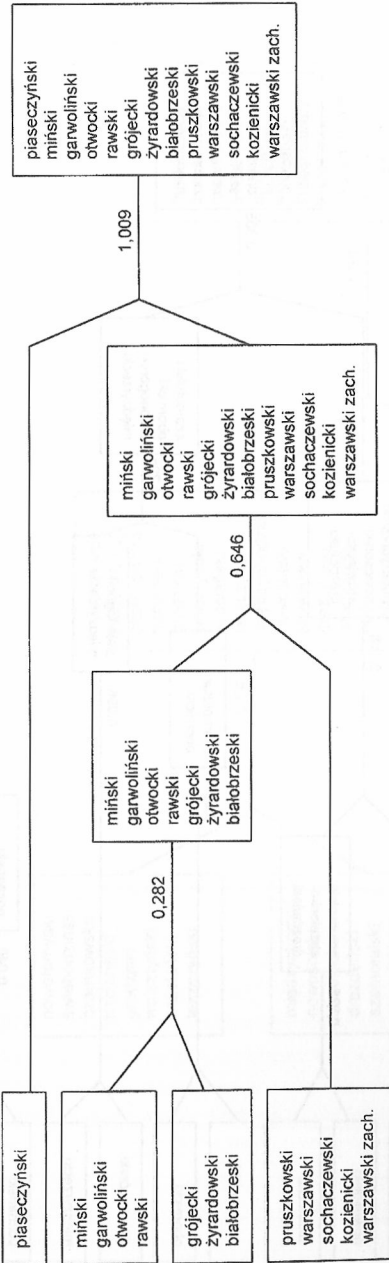 piaseczyński
miński
garwoliński
otwocki
rawski
grójecki
żyrardowski
białobrzeski
pruszkowski
warszawski
sochaczewski
kozienicki
warszawski zach.
0,282
miński
garwoliński
otwocki
rawski
grójecki
żyrardowski
białobrzeski
0,646
miński
garwoliński
otwocki
rawski
grójecki
żyrardowski
białobrzeski
pruszkowski
warszawski
sochaczewski
kozienicki
warszawski zach.
1,009
piaseczyński
miński
garwoliński
otwocki
rawski
grójecki
żyrardowski
białobrzeski
pruszkowski
warszawski
sochaczewski
kozienicki
warszawski zach.